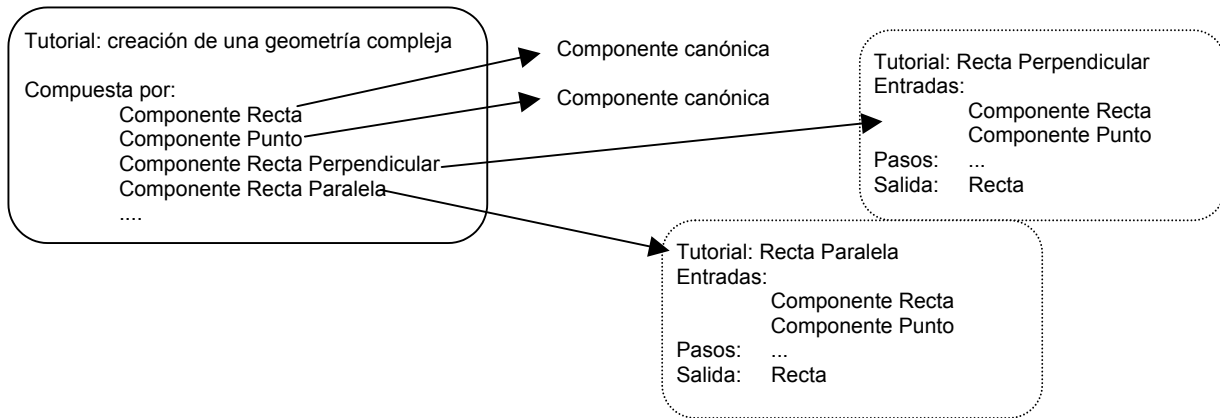 Tutorial: creación de una geometría compleja
Compuesta por:
Componente Recta
Componente Punto
Componente Recta Perpendicular
Componente Recta Paralela
....
Componente canónica
Componente canónica
Tutorial: Recta Perpendicular
Entradas:
Componente Recta
Componente Punto
Pasos: ...
Salida: Recta
Tutorial: Recta Paralela
Entradas:
Componente Recta
Componente Punto
Pasos: ...
Salida: Recta